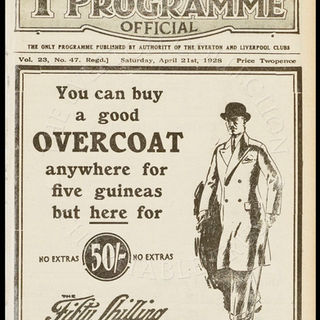 PROGRAMME
OFFICIAL
THE ONLY PROGRAMME PUBLISHED BY AUTHORITY OF THE EVERTON AND LIVERPOOL CLUBS
Vol. 23, No. 47. Regd.] Saturday, April 21st, 1928 Price Twopence
You can buy
a good
OVERCOAT
anywhere for
five guineas
but here for
NO EXTRAS 50/- NO EXTRAS
THE
Fifty Shilling